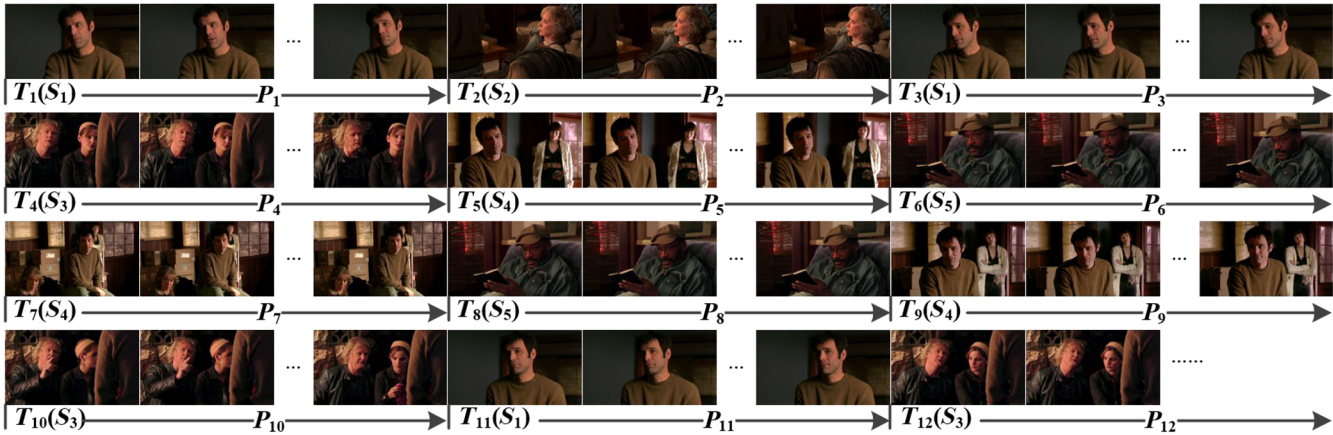 ... ...  ...
T1(S1) P1 T2(S2) P2 T3(S1) P3
... ... ...
T4(S3) P4 T5(S4) P5 T6(S5) P6
... ... ...
T7(S4) P7 T8(S5) P8 T9(S4) P9
... ... ......
T10(S3) P10 T11(S1) P11 T12(S3) P12